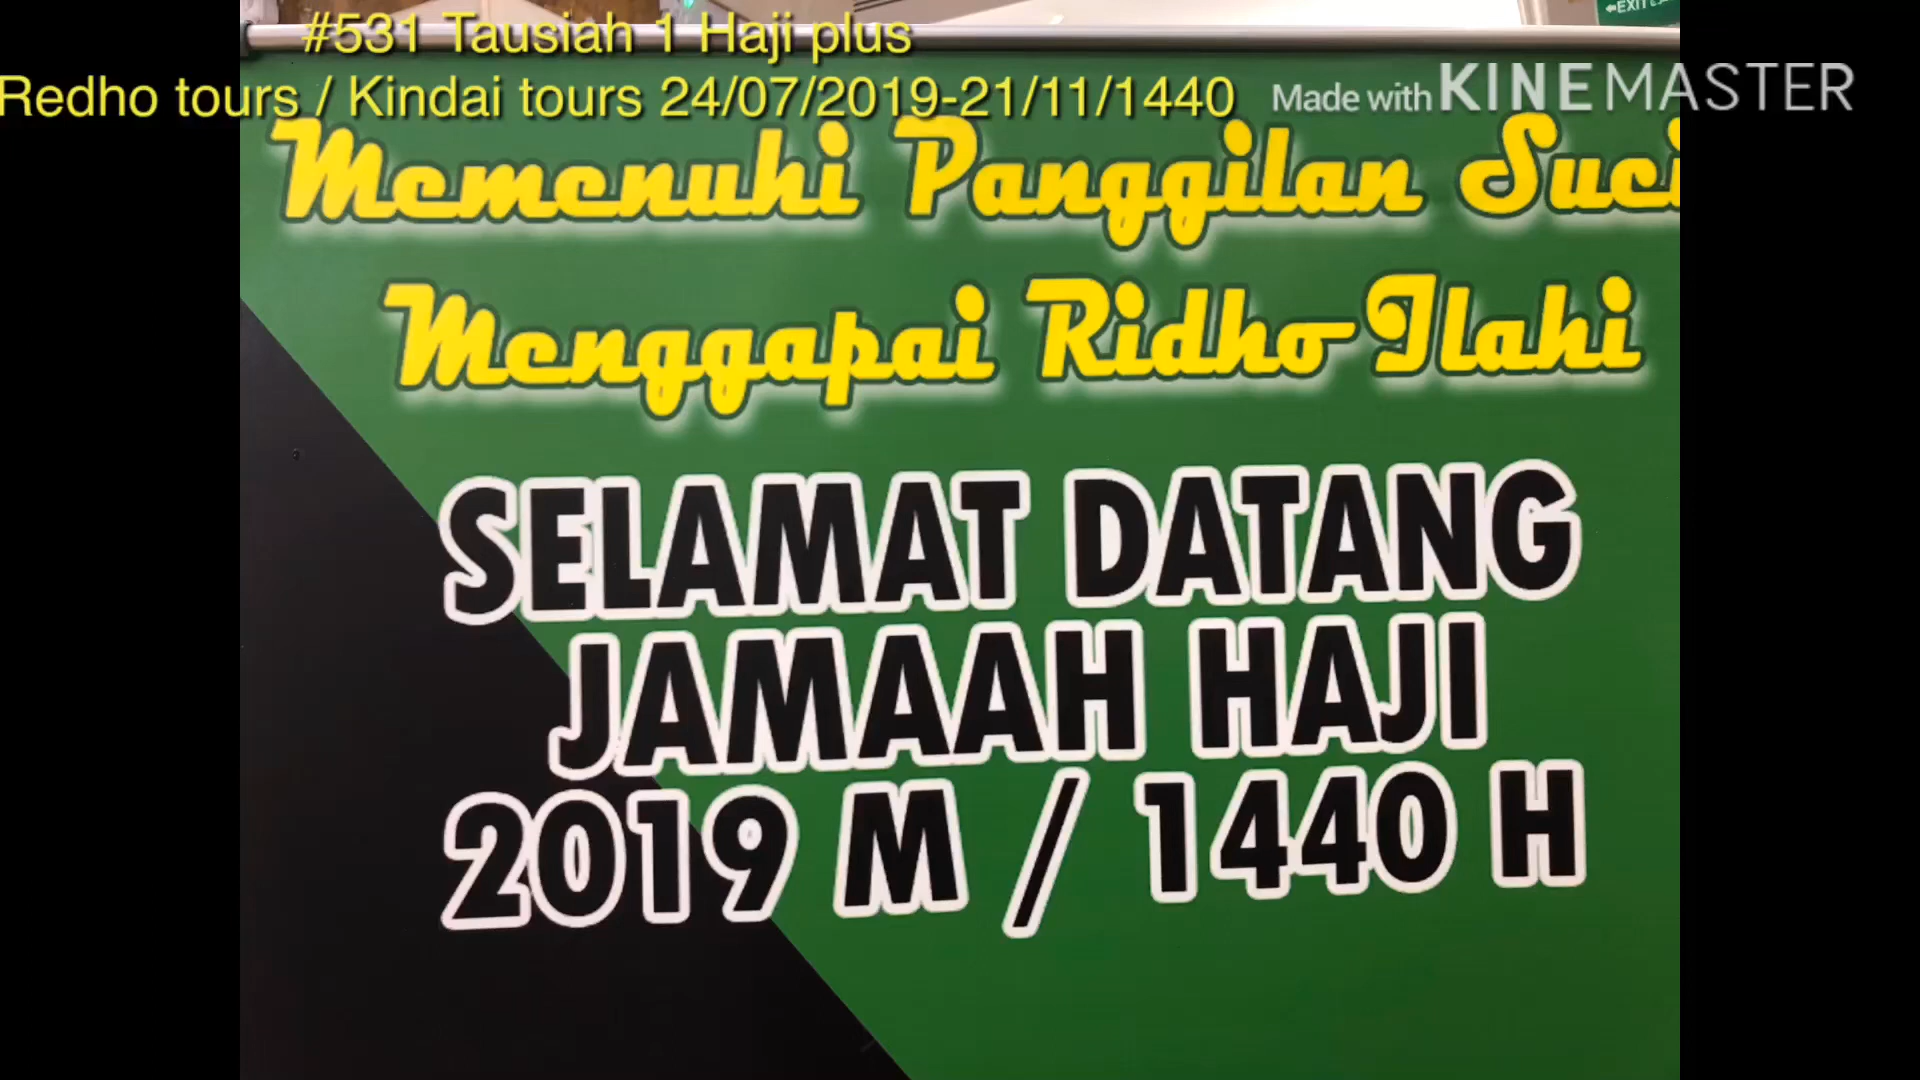 ←EXIT
#531 Tausiah 1 Haji plus
Redho tours / Kindai tours 24/07/2019-21/11/1440
Made with KINEMASTER
Memenuhi Panggilan Suci
Menggapai Ridho Ilahi
SELAMAT DATANG
JAMAAH HAJI
2019 M / 1440 H